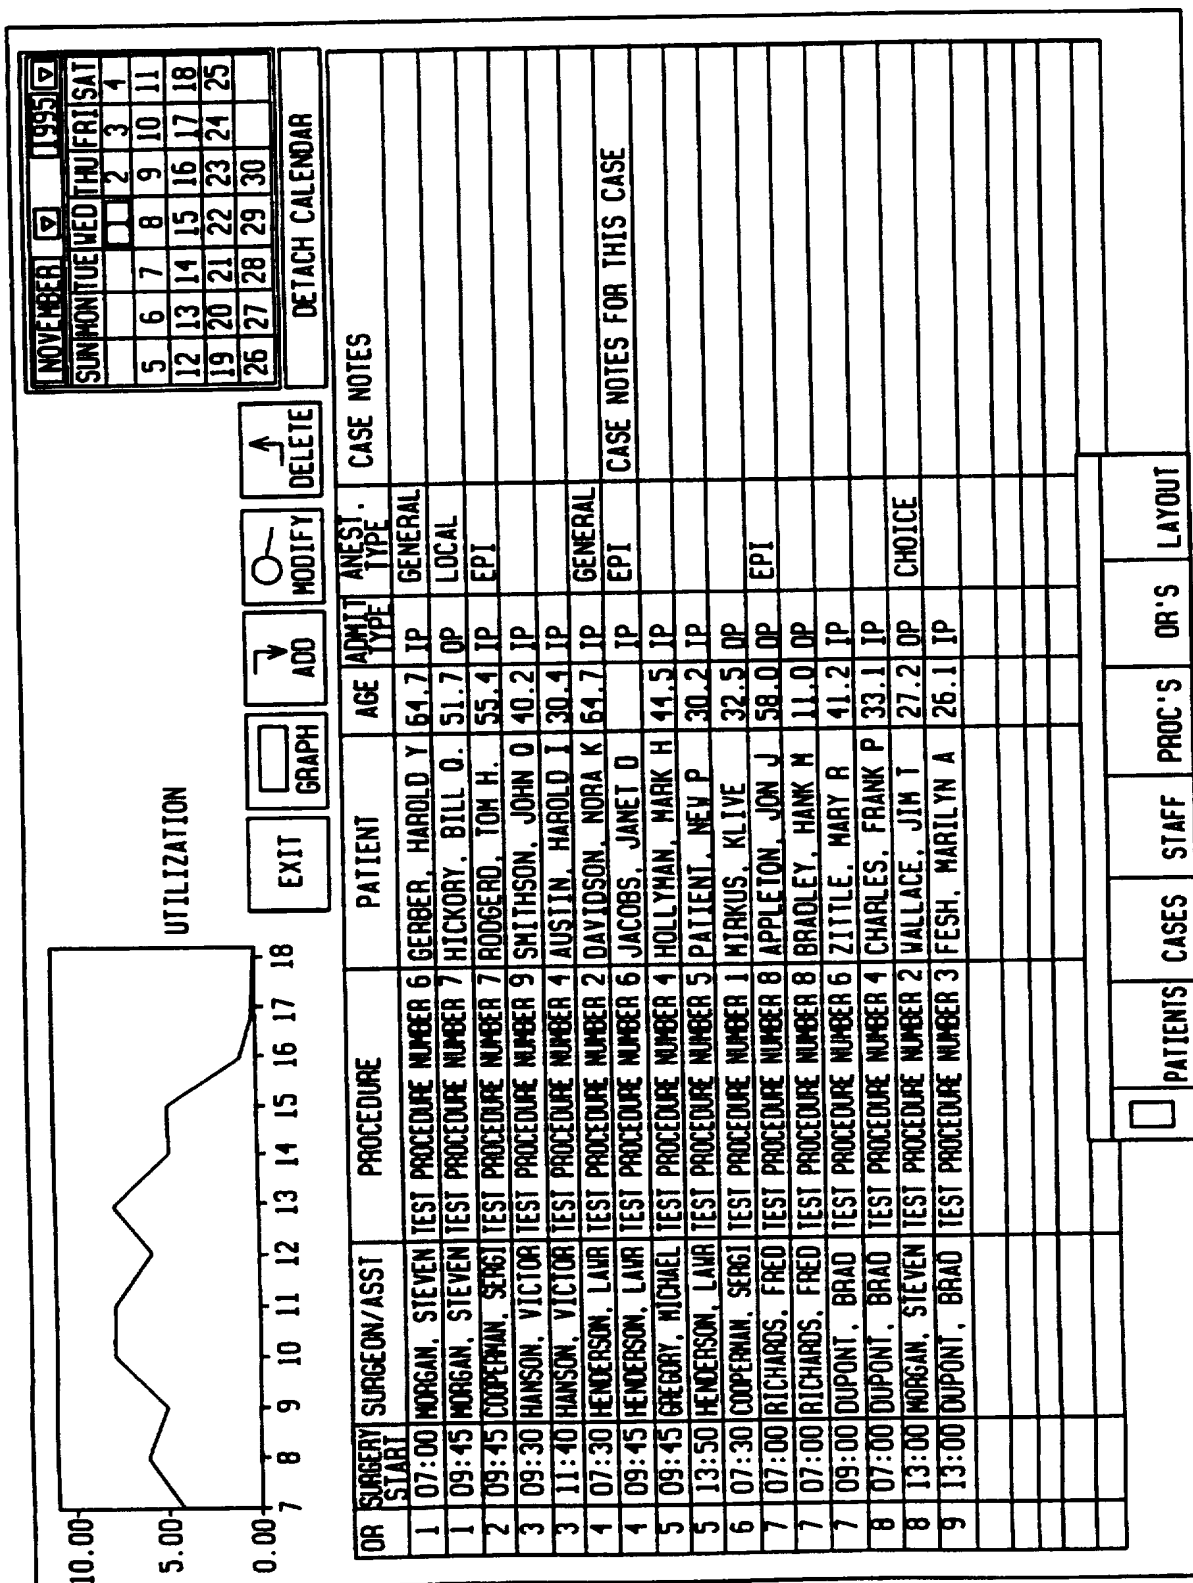 10.00
5.00
0.00
7 8 9 10 11 12 13 14 15 16 17 18
UTILIZATION
NOVEMBER 1995
SUN MON TUE WED THU FRI SAT
1 2 3 4
5 6 7 8 9 10 11
12 13 14 15 16 17 18
19 20 21 22 23 24 25
26 27 28 29 30
EXIT GRAPH ADD MODIFY DELETE DETACH CALENDAR
OR SURGERY START SURGEON/ASST PROCEDURE PATIENT AGE ADMIT TYPE ANEST. TYPE CASE NOTES
1 07:00 MORGAN, STEVEN TEST PROCEDURE NUMBER 6 GERBER, HAROLD Y 64.7 IP GENERAL
1 09:45 MORGAN, STEVEN TEST PROCEDURE NUMBER 7 HICKORY, BILL Q. 51.7 OP LOCAL
2 09:45 COOPERMAN, SERGI TEST PROCEDURE NUMBER 7 RODGERD, TOM H. 55.4 IP EPI
3 09:30 HANSON, VICTOR TEST PROCEDURE NUMBER 9 SMITHSON, JOHN Q 40.2 IP
3 11:40 HANSON, VICTOR TEST PROCEDURE NUMBER 4 AUSTIN, HAROLD I 30.4 IP
4 07:30 HENDERSON, LAWR TEST PROCEDURE NUMBER 2 DAVIDSON, NORA K 64.7 IP GENERAL
4 09:45 HENDERSON, LAWR TEST PROCEDURE NUMBER 6 JACOBS, JANET D IP EPI CASE NOTES FOR THIS CASE
5 09:45 GREGORY, MICHAEL TEST PROCEDURE NUMBER 4 HOLLYMAN, MARK H 44.5 IP
5 13:50 HENDERSON, LAWR TEST PROCEDURE NUMBER 5 PATIENT, NEW P 30.2 IP
6 07:30 COOPERMAN, SERGI TEST PROCEDURE NUMBER 1 MIRKUS, KLIVE 32.5 OP
7 07:00 RICHARDS, FRED TEST PROCEDURE NUMBER 8 APPLETON, JON J 58.0 OP EPI
7 07:00 RICHARDS, FRED TEST PROCEDURE NUMBER 8 BRADLEY, HANK M 11.0 OP
7 09:00 DUPONT, BRAD TEST PROCEDURE NUMBER 6 ZITTLE, MARY R 41.2 IP
8 07:00 DUPONT, BRAD TEST PROCEDURE NUMBER 4 CHARLES, FRANK P 33.1 IP
8 13:00 MORGAN, STEVEN TEST PROCEDURE NUMBER 2 WALLACE, JIM T 27.2 OP CHOICE
9 13:00 DUPONT, BRAD TEST PROCEDURE NUMBER 3 FESH, MARILYN A 26.1 IP
PATIENTS CASES STAFF PROC'S OR'S LAYOUT